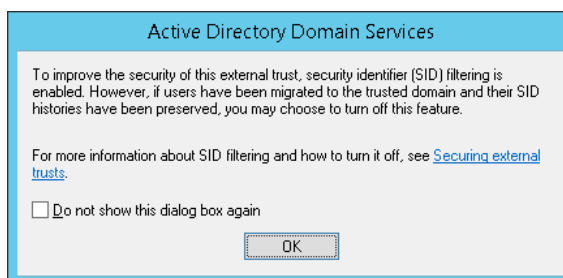 Active Directory Domain Services
To improve the security of this external trust, security identifier (SID) filtering is
enabled. However, if users have been migrated to the trusted domain and their SID
histories have been preserved, you may choose to turn off this feature.
For more information about SID filtering and how to turn it off, see Securing external
trusts.
Do not show this dialog box again
OK